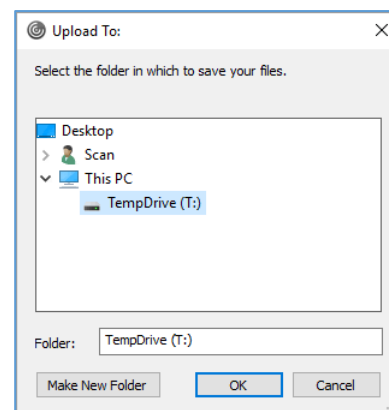 Upload To:
Select the folder in which to save your files.
Desktop
Scan
This PC
TempDrive (T:)
Folder: TempDrive (T:)
Make New Folder OK Cancel